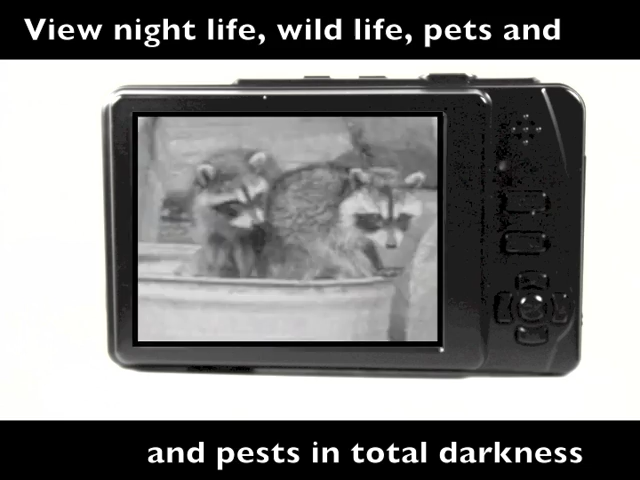 View night life, wild life, pets and
and pests in total darkness